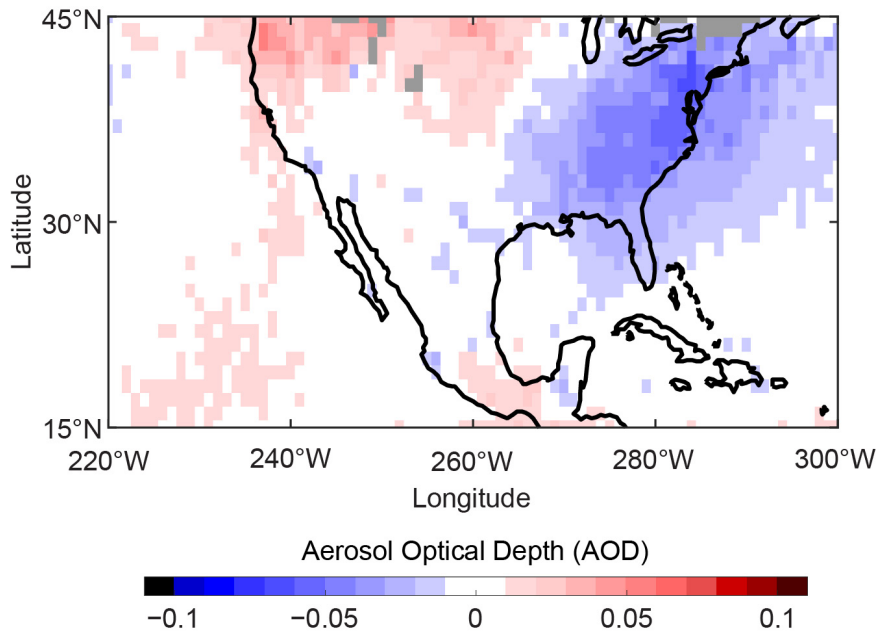 45°N
30°N
15°N
Latitude
220°W 240°W 260°W 280°W 300°W
Longitude
Aerosol Optical Depth (AOD)
−0.1 −0.05 0 0.05 0.1